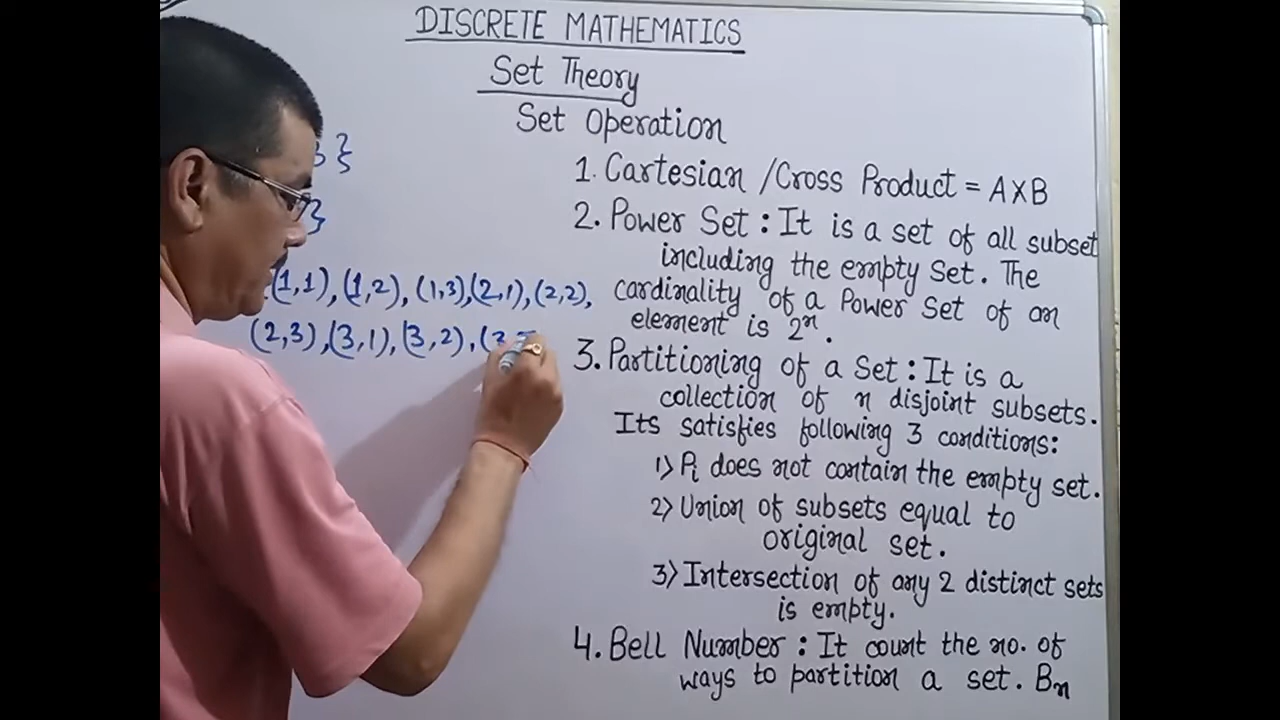 DISCRETE MATHEMATICS
Set Theory
Set Operation
1. Cartesian /Cross Product = A×B
2. Power Set : It is a set of all subset
including the empty Set. The
cardinality of a Power Set of an
element is 2ⁿ.
3. Partitioning of a Set : It is a
collection of n disjoint subsets.
Its satisfies following 3 conditions:
1) Pᵢ does not contain the empty set.
2) Union of subsets equal to
original set.
3) Intersection of any 2 distinct sets
is empty.
4. Bell Number : It count the no. of
ways to partition a set. Bₙ
}
}
(1,1), (1,2), (1,3), (2,1), (2,2),
(2,3), (3,1), (3,2), (3,